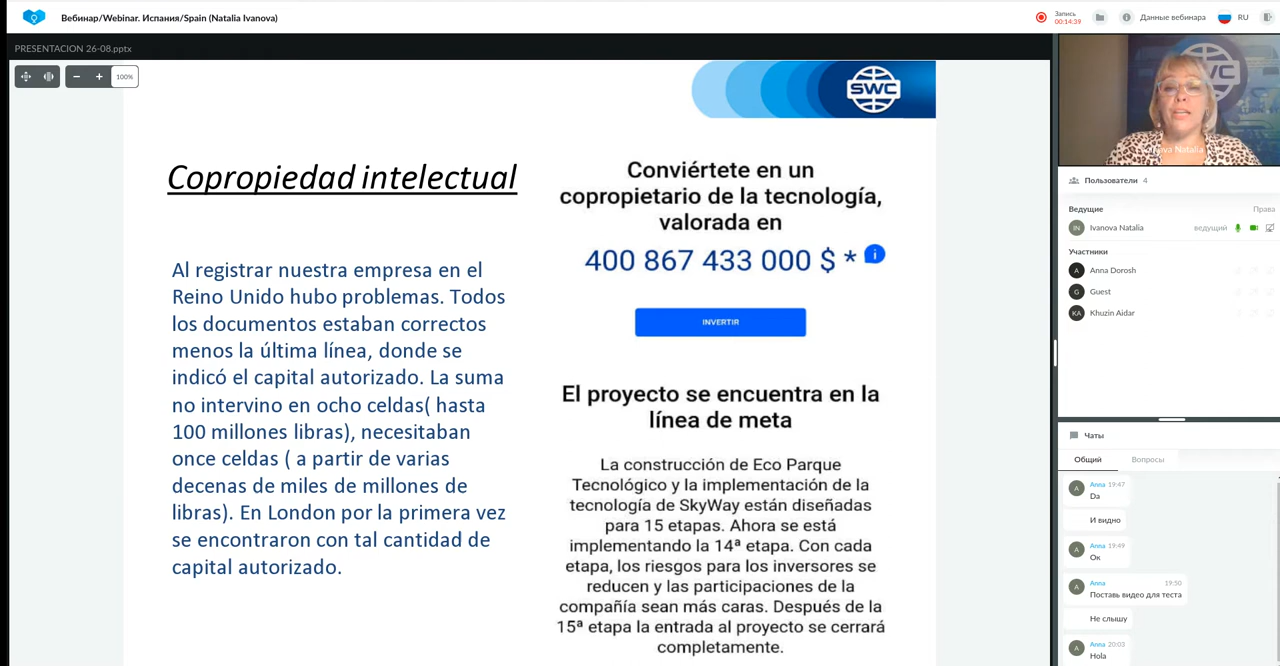 Вебинар/Webinar. Испания/Spain (Natalia Ivanova)
Запись
00:14:39
Данные вебинара
RU
PRESENTACION 26-08.pptx
100%
SWC
Copropiedad intelectual
Al registrar nuestra empresa en el
Reino Unido hubo problemas. Todos
los documentos estaban correctos
menos la última línea, donde se
indicó el capital autorizado. La suma
no intervino en ocho celdas( hasta
100 millones libras), necesitaban
once celdas ( a partir de varias
decenas de miles de millones de
libras). En London por la primera vez
se encontraron con tal cantidad de
capital autorizado.
Conviértete en un
copropietario de la tecnología,
valorada en
400 867 433 000 $ *
INVERTIR
El proyecto se encuentra en la
línea de meta
La construcción de Eco Parque
Tecnológico y la implementación de la
tecnología de SkyWay están diseñadas
para 15 etapas. Ahora se está
implementando la 14ª etapa. Con cada
etapa, los riesgos para los inversores se
reducen y las participaciones de la
compañía sean más caras. Después de la
15ª etapa la entrada al proyecto se cerrará
completamente.
Пользователи 4
Ведущие Права
IN Ivanova Natalia ведущий
Участники
A Anna Dorosh
G Guest
KA Khuzin Aidar
Чаты
Общий Вопросы
A Anna 19:47
Da
И видно
A Anna 19:49
Ок
A Anna 19:50
Поставь видео для теста
Не слышу
A Anna 20:03
Hola